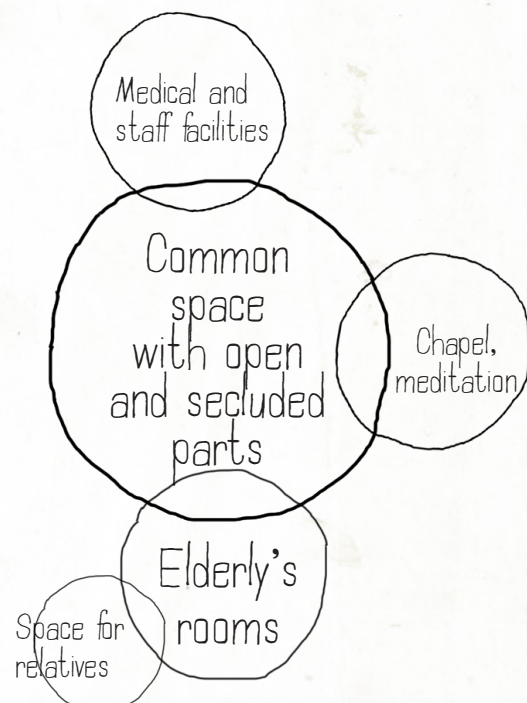 Medical and
staff facilities
Common
space
with open
and secluded
parts
Chapel,
meditation
Elderly's
rooms
Space for
relatives